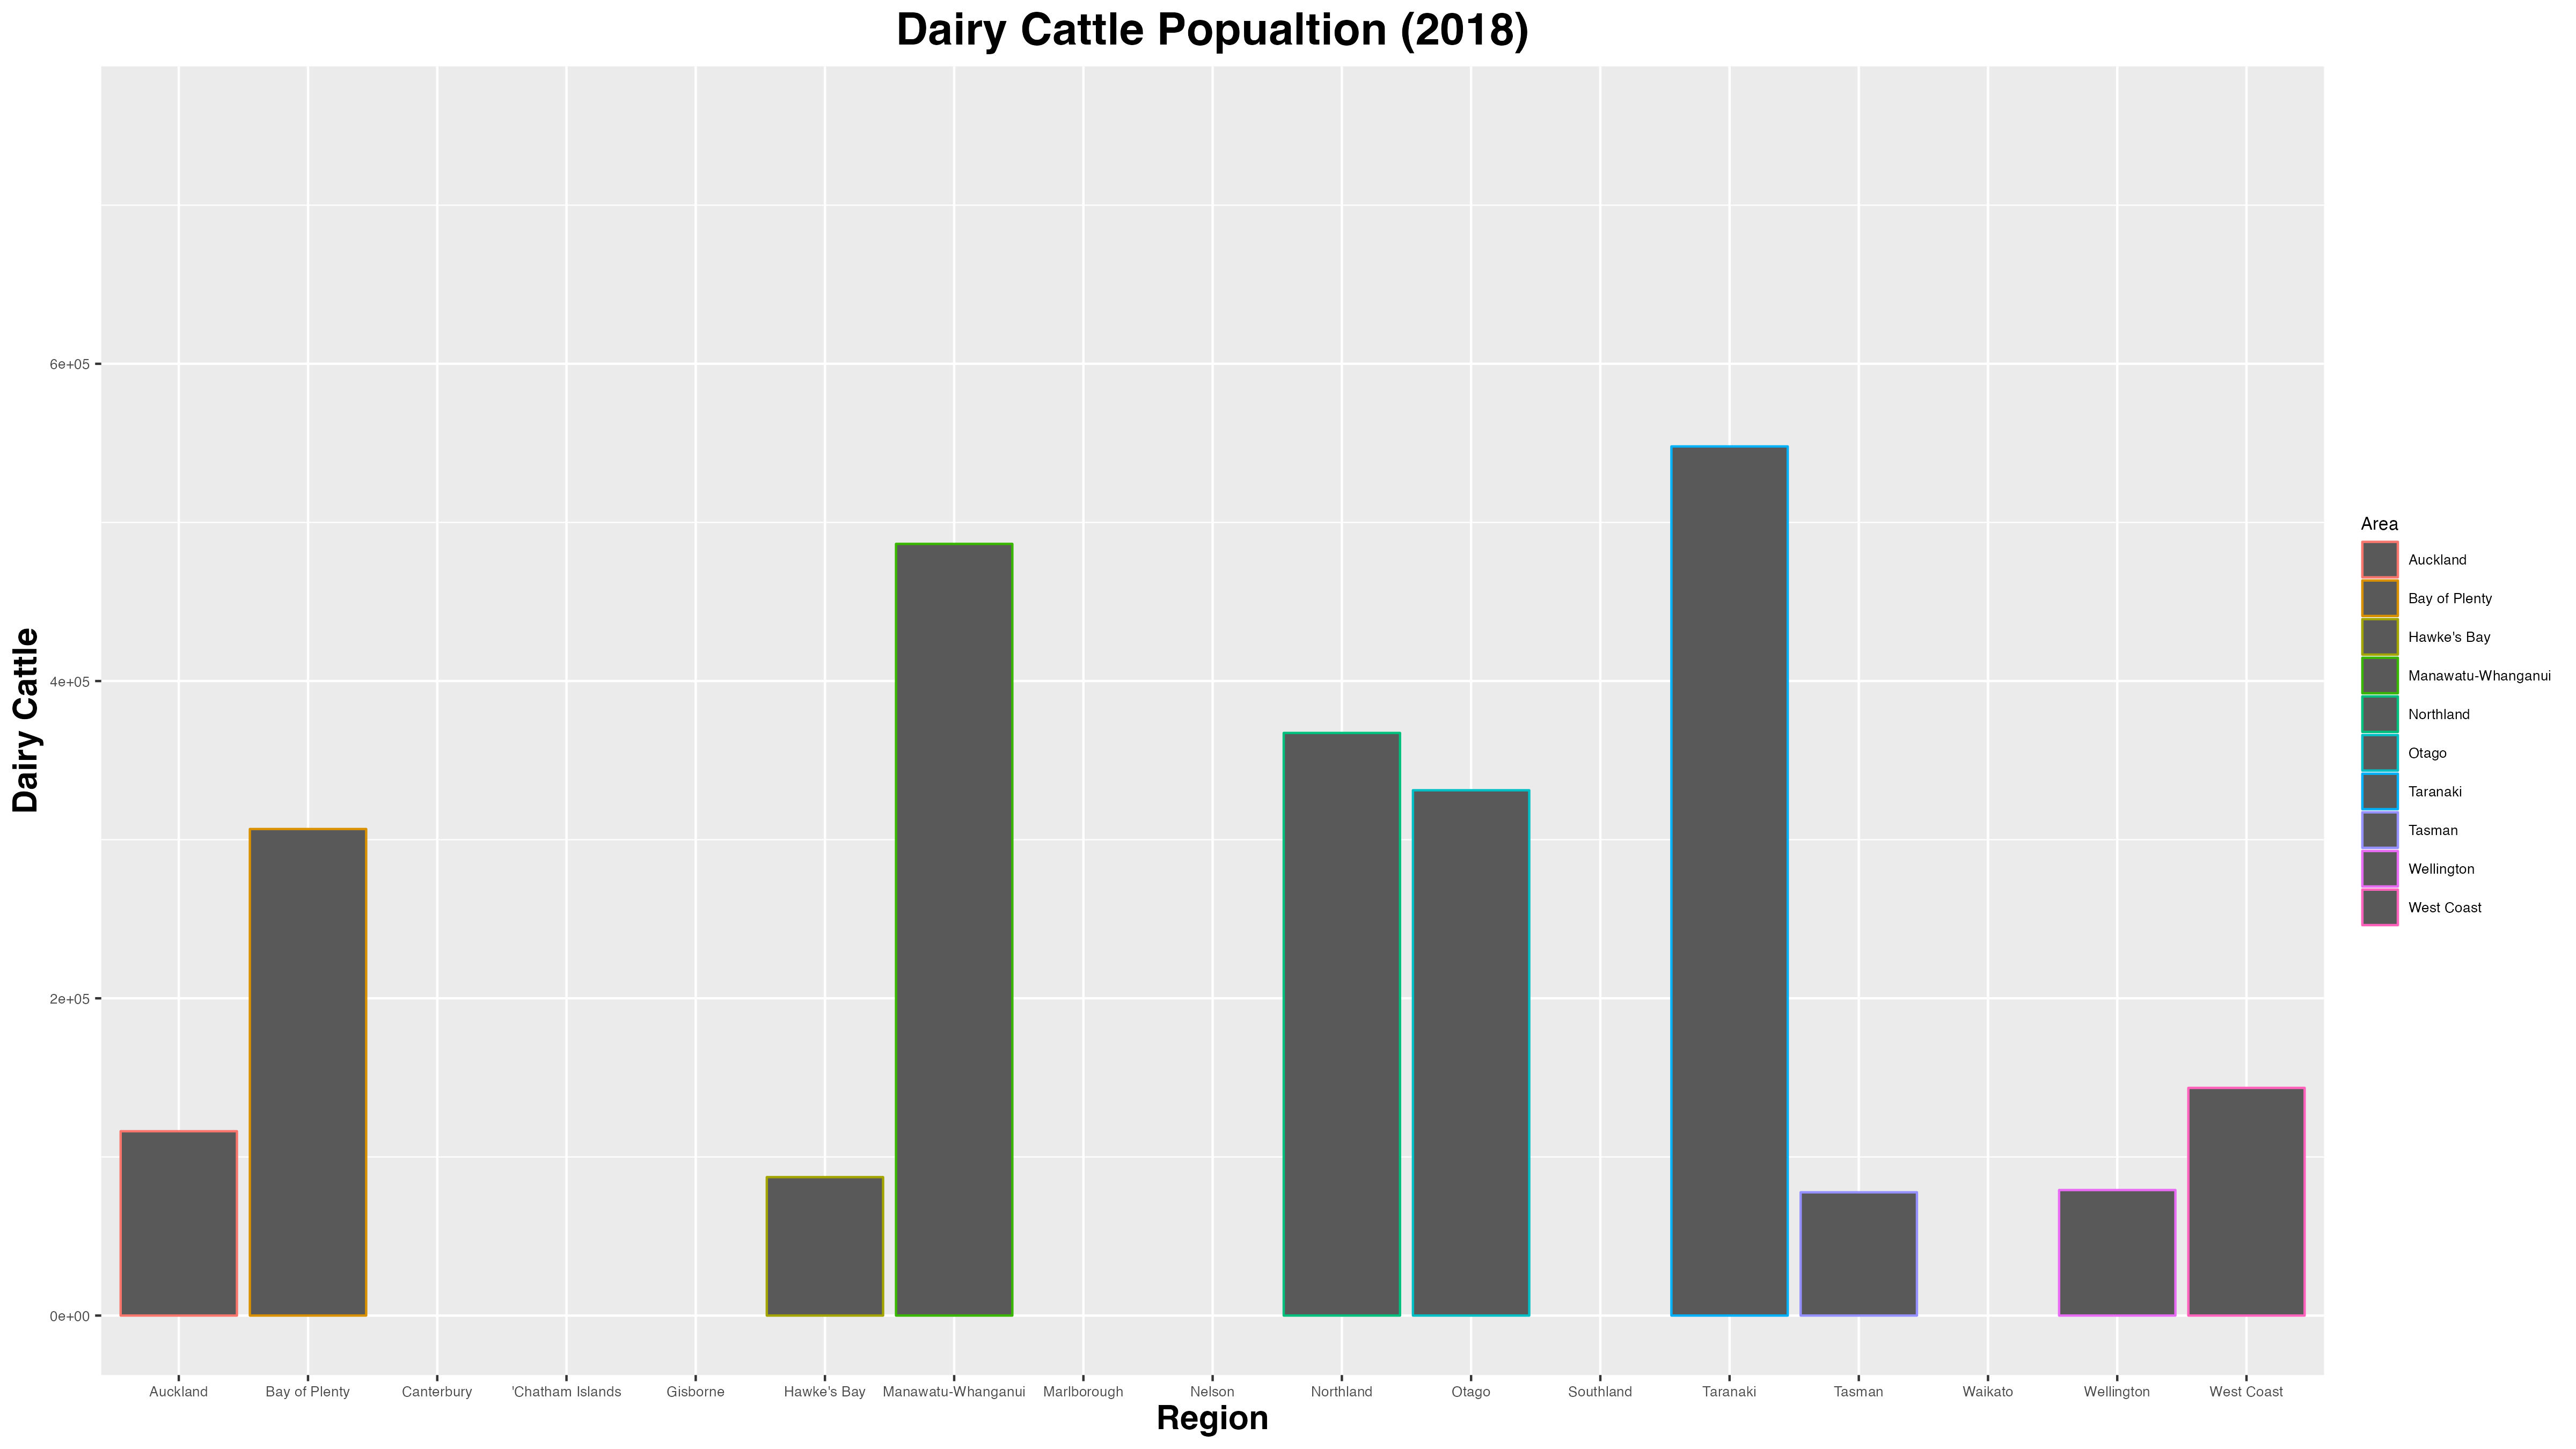 Dairy Cattle Popualtion (2018)
Dairy Cattle
6e+05
4e+05
2e+05
0e+00
Auckland
Bay of Plenty
Canterbury
'Chatham Islands
Gisborne
Hawke's Bay
Manawatu-Whanganui
Marlborough
Nelson
Northland
Otago
Southland
Taranaki
Tasman
Waikato
Wellington
West Coast
Region
Area
Auckland
Bay of Plenty
Hawke's Bay
Manawatu-Whanganui
Northland
Otago
Taranaki
Tasman
Wellington
West Coast